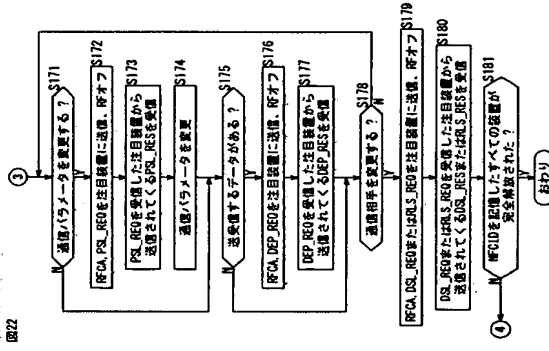 図22
3
S171
通信パラメータを変更する？
N
Y
S172
RFCA, PSL_REQを注目装置に送信、RFオフ
S173
PSL_REQを受信した注目装置から
送信されてくるPSL_RESを受信
S174
通信パラメータを変更
S175
送受信するデータがある？
N
Y
S176
RFCA, DEP_REQを注目装置に送信、RFオフ
S177
DEP_REQを受信した注目装置から
送信されてくるDEP_RESを受信
S178
通信相手を変更する？
N
Y
S179
RFCA, DSL_REQまたはRLS_REQを注目装置に送信、RFオフ
S180
DSL_REQまたはRLS_REQを受信した注目装置から
送信されてくるDSL_RESまたはRLS_RESを受信
S181
NFCIDを記憶したすべての装置が
完全解放された？
N
4
Y
おわり